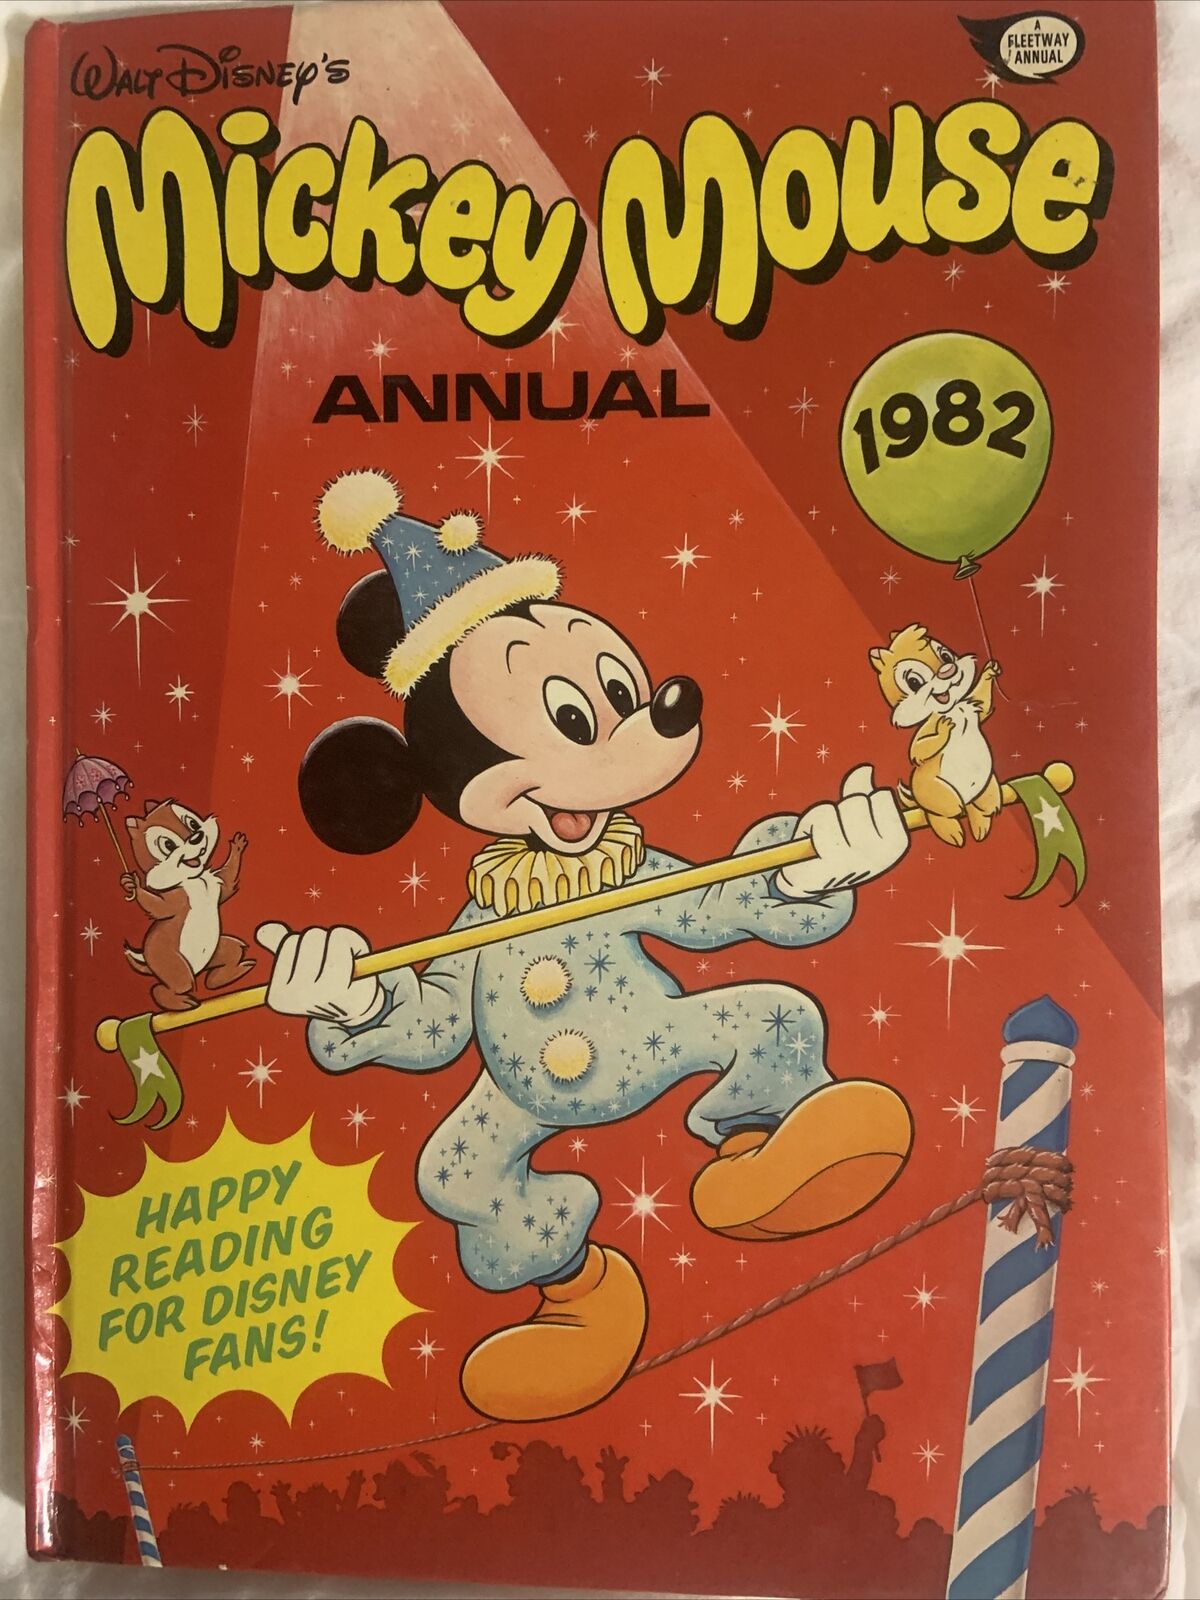 WALT DISNEY'S
A
FLEETWAY
ANNUAL
Mickey Mouse
ANNUAL
1982
HAPPY
READING
FOR DISNEY
FANS!